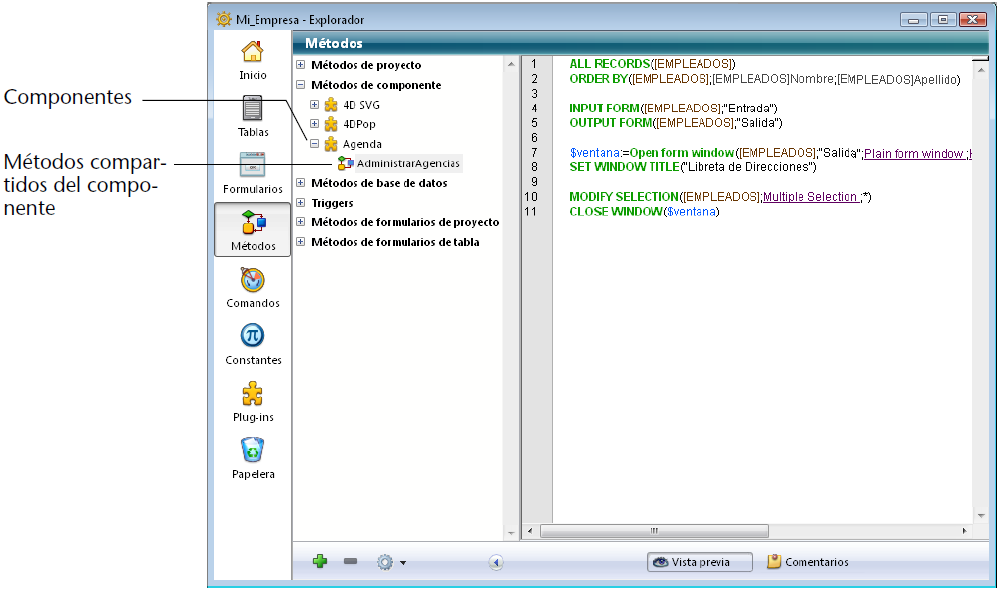 Mi_Empresa - Explorador
Componentes
Métodos compar-
tidos del compo-
nente
Inicio
Tablas
Formularios
Métodos
Comandos
Constantes
Plug-ins
Papelera
Métodos
Métodos de proyecto
Métodos de componente
4D SVG
4DPop
Agenda
AdministrarAgencias
Métodos de base de datos
Triggers
Métodos de formularios de proyecto
Métodos de formularios de tabla
1 ALL RECORDS([EMPLEADOS])
2 ORDER BY([EMPLEADOS];[EMPLEADOS]Nombre;[EMPLEADOS]Apellido)
3
4 INPUT FORM([EMPLEADOS];"Entrada")
5 OUTPUT FORM([EMPLEADOS];"Salida")
6
7 $ventana:=Open form window([EMPLEADOS];"Salida";Plain form window ;
8 SET WINDOW TITLE("Libreta de Direcciones")
9
10 MODIFY SELECTION([EMPLEADOS];Multiple Selection ;*)
11 CLOSE WINDOW($ventana)
Vista previa
Comentarios